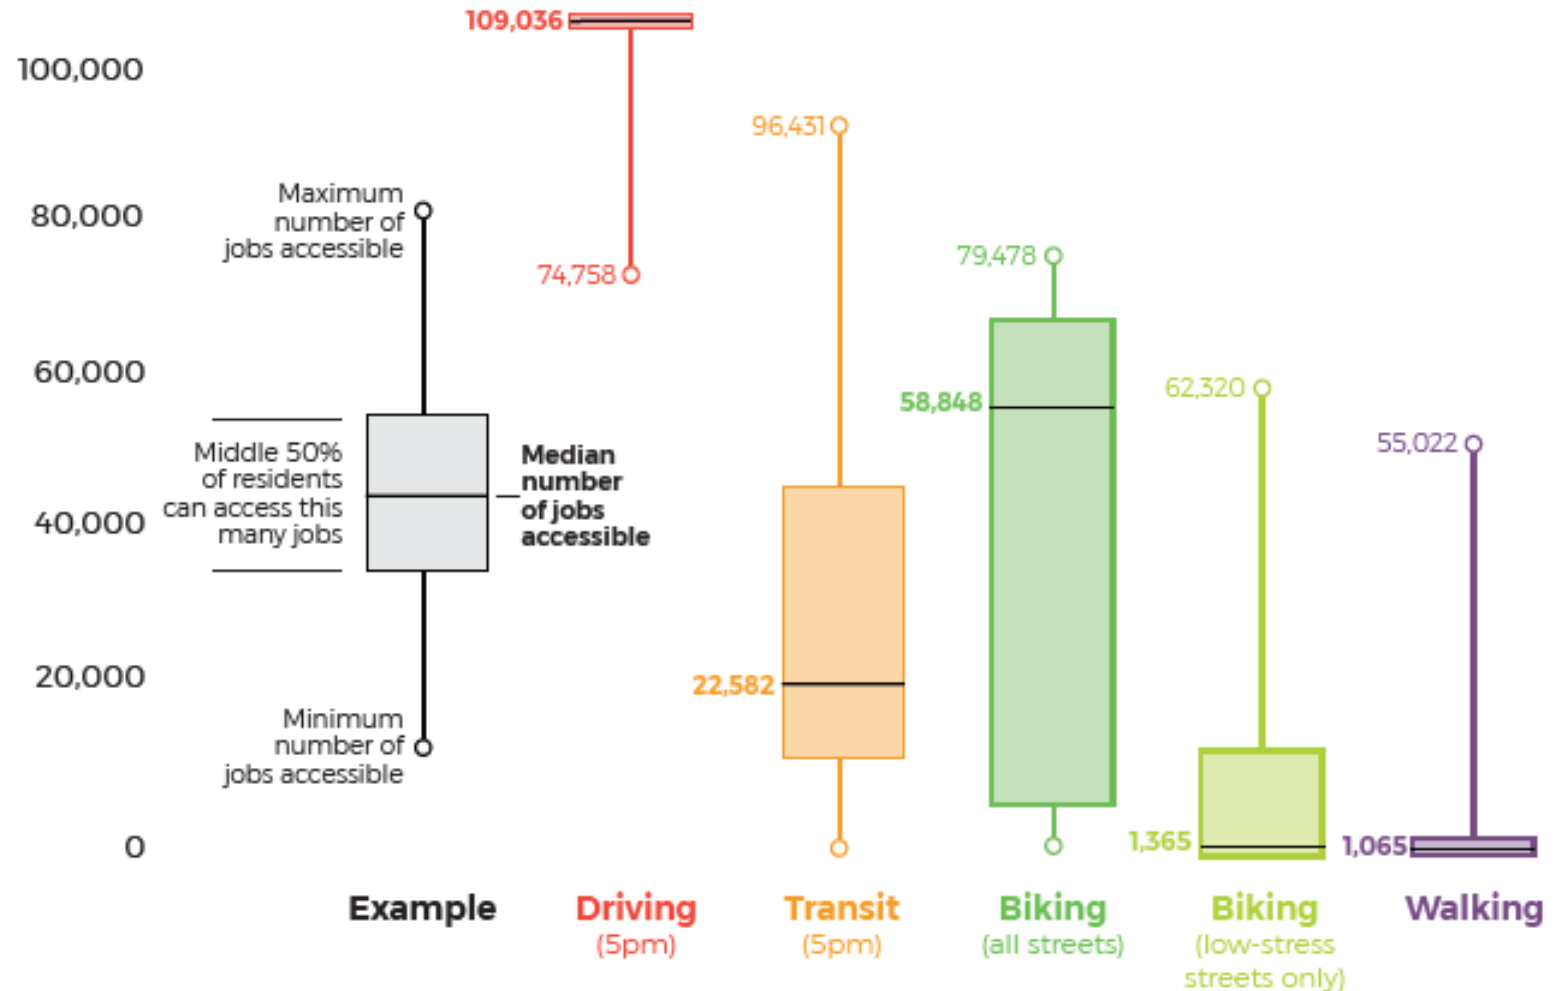 100,000
80,000
60,000
40,000
20,000
0
Maximum
number of
jobs accessible
Middle 50%
of residents
can access this
many jobs
Median
number
of jobs
accessible
Minimum
number of
jobs accessible
109,036
74,758
96,431
22,582
79,478
58,848
62,320
1,365
55,022
1,065
Example
Driving
(5pm)
Transit
(5pm)
Biking
(all streets)
Biking
(low-stress
streets only)
Walking